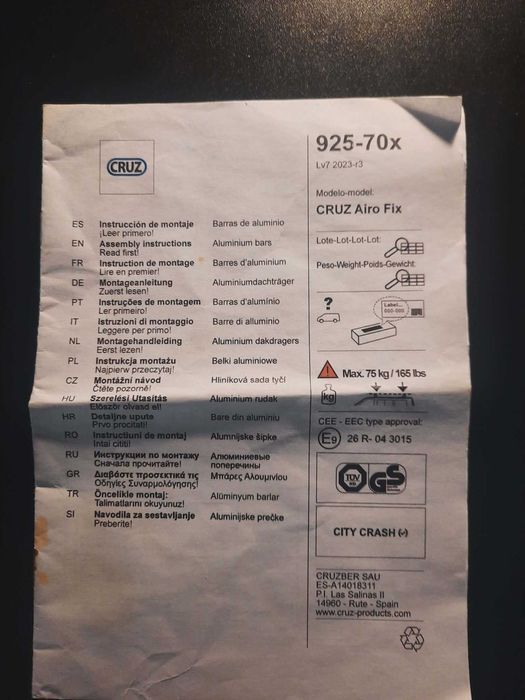 CRUZ
ES Instrucción de montaje Barras de aluminio
¡Leer primero!
EN Assembly instructions Aluminium bars
Read first!
FR Instruction de montage Barres d'aluminium
Lire en premier!
DE Montageanleitung Aluminiumdachträger
Zuerst lesen!
PT Instruções de montagem Barras d'alumínio
Ler primeiro!
IT Istruzioni di montaggio Barre di alluminio
Leggere per primo!
NL Montagehandleiding Aluminium dakdragers
Eerst lezen!
PL Instrukcja montażu Belki aluminiowe
Najpierw przeczytaj!
CZ Montážní návod Hliníková sada tyčí
Čtěte pozorně!
HU Szerelési Utasítás Aluminium rudak
Először olvasd el!
HR Detaljne upute Bare din aluminiu
Prvo procitati!
RO Instructiuni de montaj Alumnijske šipke
Intai cititi!
RU Инструкции по монтажу Алюминиевые
Сначала прочитайте! поперечины
GR Διαβάστε προσεκτικά τις Μπάρες Αλουμινίου
Οδηγίες Συναρμολόγησης!
TR Öncelikle montaj: Alüminyum barlar
Talimatlarını okuyunuz!
SI Navodila za sestavljanje Aluminijske prečke
Preberite!
925-70x
Lv7 2023-r3
Modelo-model:
CRUZ Airo Fix
Lote-Lot-Lot-Lot:
Peso-Weight-Poids-Gewicht:
?
Label...
000-000
Max. 75 kg / 165 lbs
kg
CEE - EEC type approval:
E9 26 R- 04 3015
TÜV
GS
CITY CRASH (•)
CRUZBER SAU
ES-A14018311
P.I. Las Salinas II
14960 - Rute - Spain
www.cruz-products.com